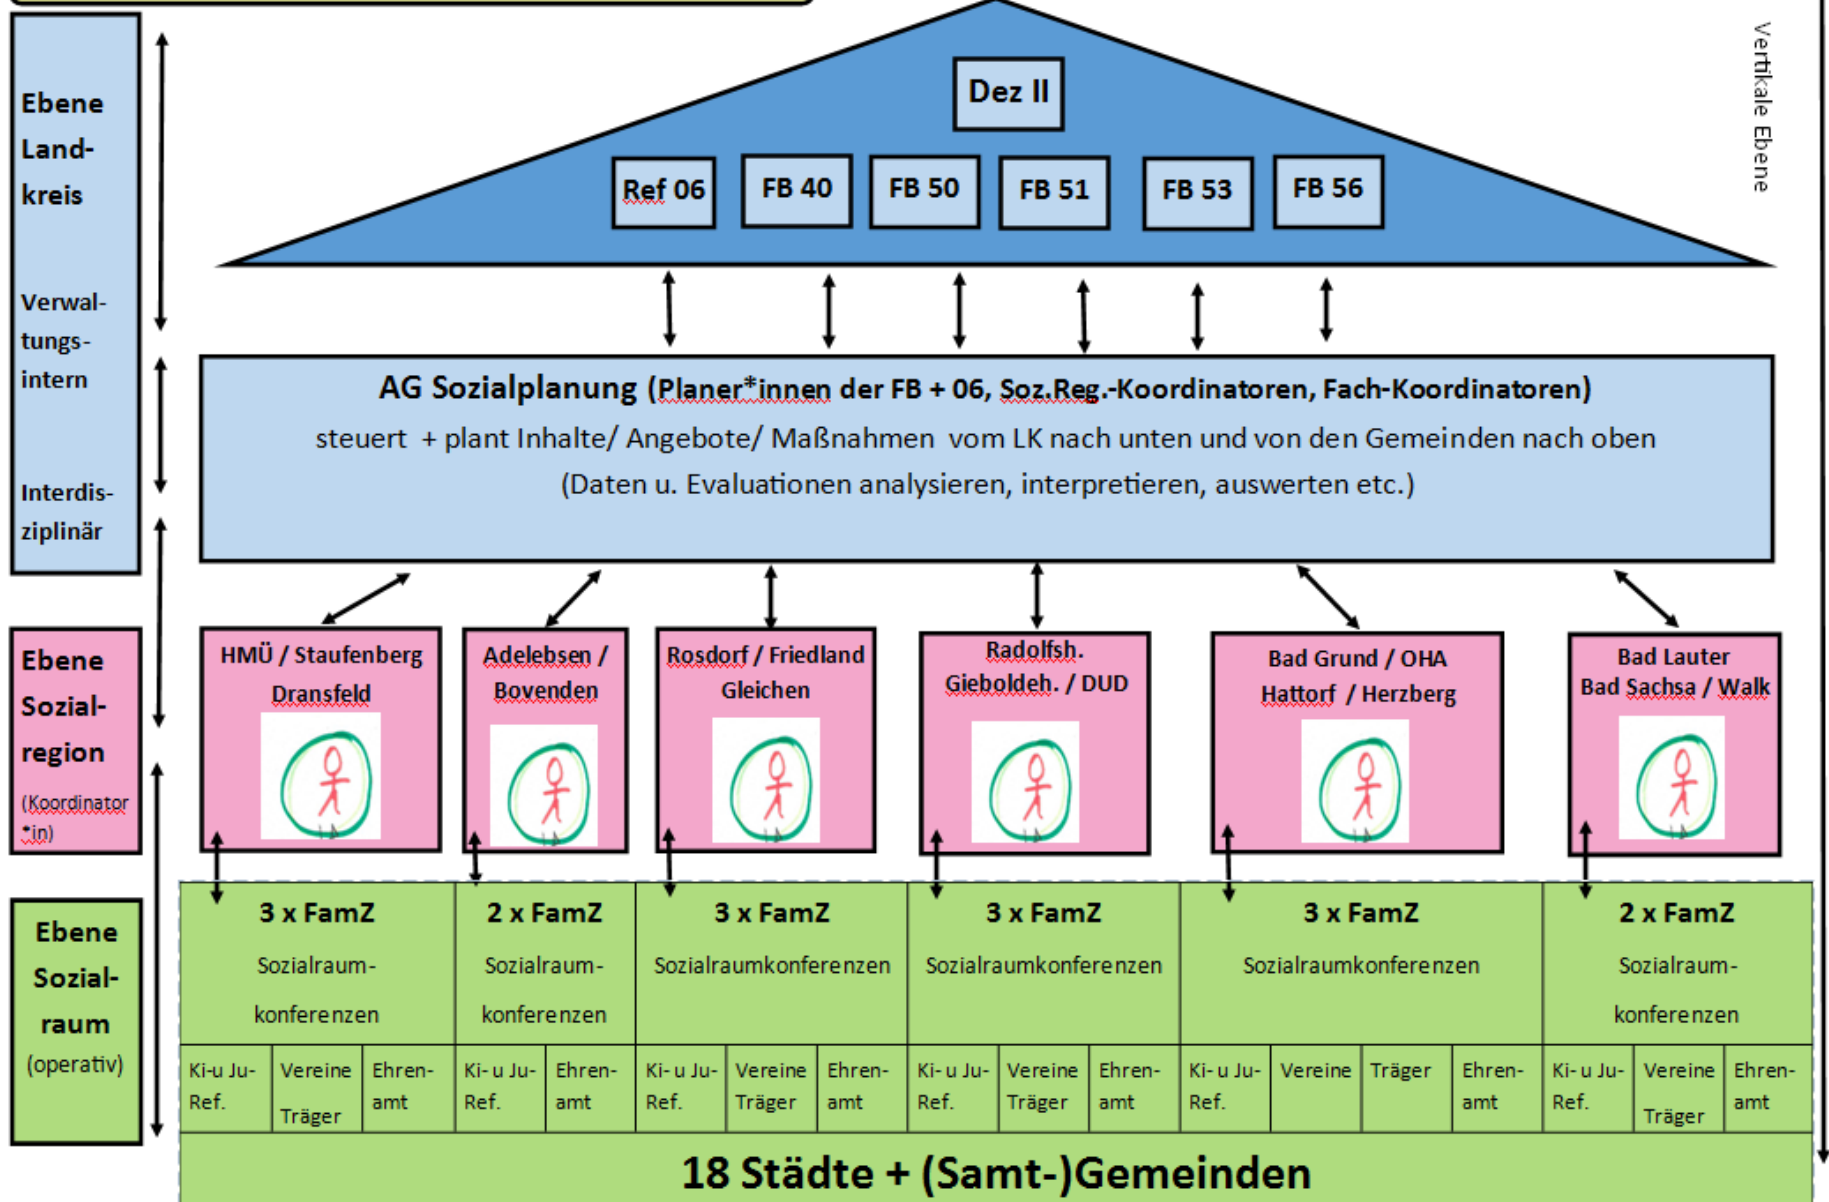 Ebene
Land-
kreis
Verwal-
tungs-
intern
Interdis-
ziplinär
Vertikale Ebene
Dez II
Ref 06
FB 40
FB 50
FB 51
FB 53
FB 56
AG Sozialplanung (Planer*innen der FB + 06, Soz.Reg.-Koordinatoren, Fach-Koordinatoren)
steuert + plant Inhalte/ Angebote/ Maßnahmen vom LK nach unten und von den Gemeinden nach oben
(Daten u. Evaluationen analysieren, interpretieren, auswerten etc.)
Ebene
Sozial-
region
(Koordinator
*in)
HMÜ / Staufenberg
Dransfeld
Adelebsen /
Bovenden
Rosdorf / Friedland
Gleichen
Radolfsh.
Gieboldeh. / DUD
Bad Grund / OHA
Hattorf / Herzberg
Bad Lauter
Bad Sachsa / Walk
Ebene
Sozial-
raum
(operativ)
3 x FamZ
Sozialraum-
konferenzen
2 x FamZ
Sozialraum-
konferenzen
3 x FamZ
Sozialraumkonferenzen
3 x FamZ
Sozialraumkonferenzen
3 x FamZ
Sozialraumkonferenzen
2 x FamZ
Sozialraum-
konferenzen
Ki-u Ju-
Ref.
Vereine
Träger
Ehren-
amt
Ki- u Ju-
Ref.
Ehren-
amt
Ki- u Ju-
Ref.
Vereine
Träger
Ehren-
amt
Ki- u Ju-
Ref.
Vereine
Träger
Ehren-
amt
Ki- u Ju-
Ref.
Vereine
Träger
Ehren-
amt
Ki- u Ju-
Ref.
Vereine
Träger
Ehren-
amt
18 Städte + (Samt-)Gemeinden